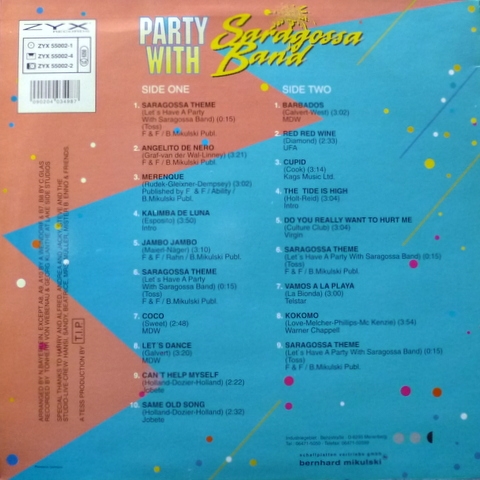 ZYX
ZYX 55002-1
ZYX 55002-4
ZYX 55002-2
PARTY WITH
Saragossa Band
SIDE ONE
1. SARAGOSSA THEME
(Let´s Have A Party
With Saragossa Band) (0:15)
(Toss)
F & F / B.Mikulski Publ.
2. ANGELITO DE NERO
(Graf-van der Wal-Linney) (3:21)
F & F / B.Mikulski Publ.
3. MERENQUE
(Rudek-Gleixner-Dempsey) (3:02)
Published by F & F / Ability /
B.Mikulski Publ.
4. KALIMBA DE LUNA
(Esposito) (3:50)
Intro
5. JAMBO JAMBO
(Maierl-Näger) (3:10)
F & F / Rahn / B.Mikulski Publ.
6. SARAGOSSA THEME
(Let´s Have A Party
With Saragossa Band) (0:15)
(Toss)
F & F / B.Mikulski Publ.
7. COCO
(Sweet) (2:48)
MDW
8. LET´S DANCE
(Calvert) (3:20)
MDW
9. CAN´T HELP MYSELF
(Holland-Dozier-Holland) (2:22)
Jobete
10. SAME OLD SONG
(Holland-Dozier-Holland) (2:32)
Jobete
SIDE TWO
1. BARBADOS
(Calvert-West) (3:02)
MDW
2. RED RED WINE
(Diamond) (2:33)
UFA
3. CUPID
(Cook) (3:14)
Kags Music Ltd.
4. THE TIDE IS HIGH
(Holt-Reid) (3:04)
Intro
5. DO YOU REALLY WANT TO HURT ME
(Culture Club) (3:04)
Virgin
6. SARAGOSSA THEME
(Let´s Have A Party With Saragossa Band) (0:15)
(Toss)
F & F / B.Mikulski Publ.
7. VAMOS A LA PLAYA
(La Bionda) (3:00)
Telstar
8. KOKOMO
(Love-Melcher-Philips-Mc Kenzie) (3:54)
Warner Chappell
9. SARAGOSSA THEME
(Let´s Have A Party With Saragossa Band) (0:15)
(Toss)
F & F / B.Mikulski Publ.
A TESS PRODUCTION BY T.I.P.
schallplatten vertriebs gmbh
bernhard mikulski